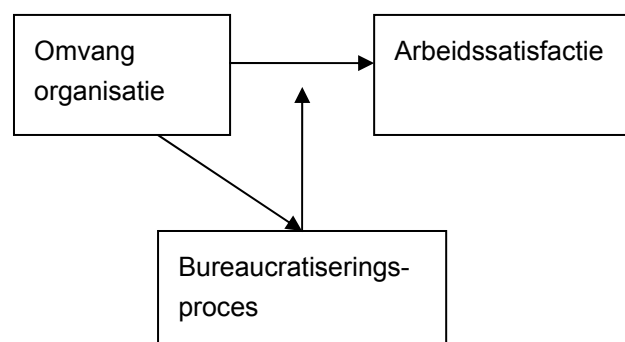 Omvang
organisatie
Arbeidssatisfactie
Bureaucratiserings-
proces